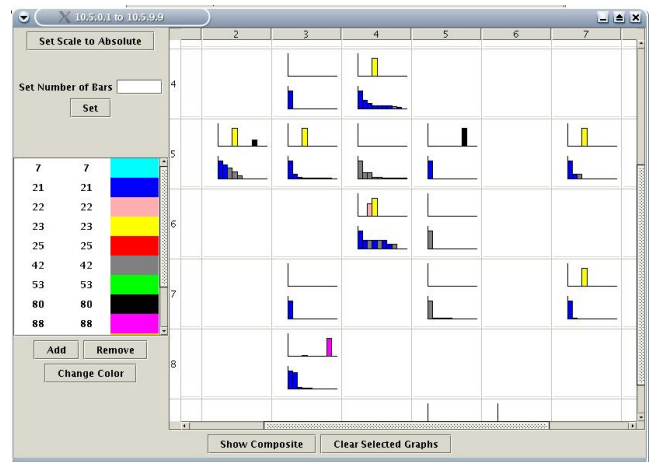 10.5.0.1 to 10.5.9.9
Set Scale to Absolute
Set Number of Bars
Set
7 7
21 21
22 22
23 23
25 25
42 42
53 53
80 80
88 88
Add Remove
Change Color
2 3 4 5 6 7
4
5
6
7
8
Show Composite Clear Selected Graphs